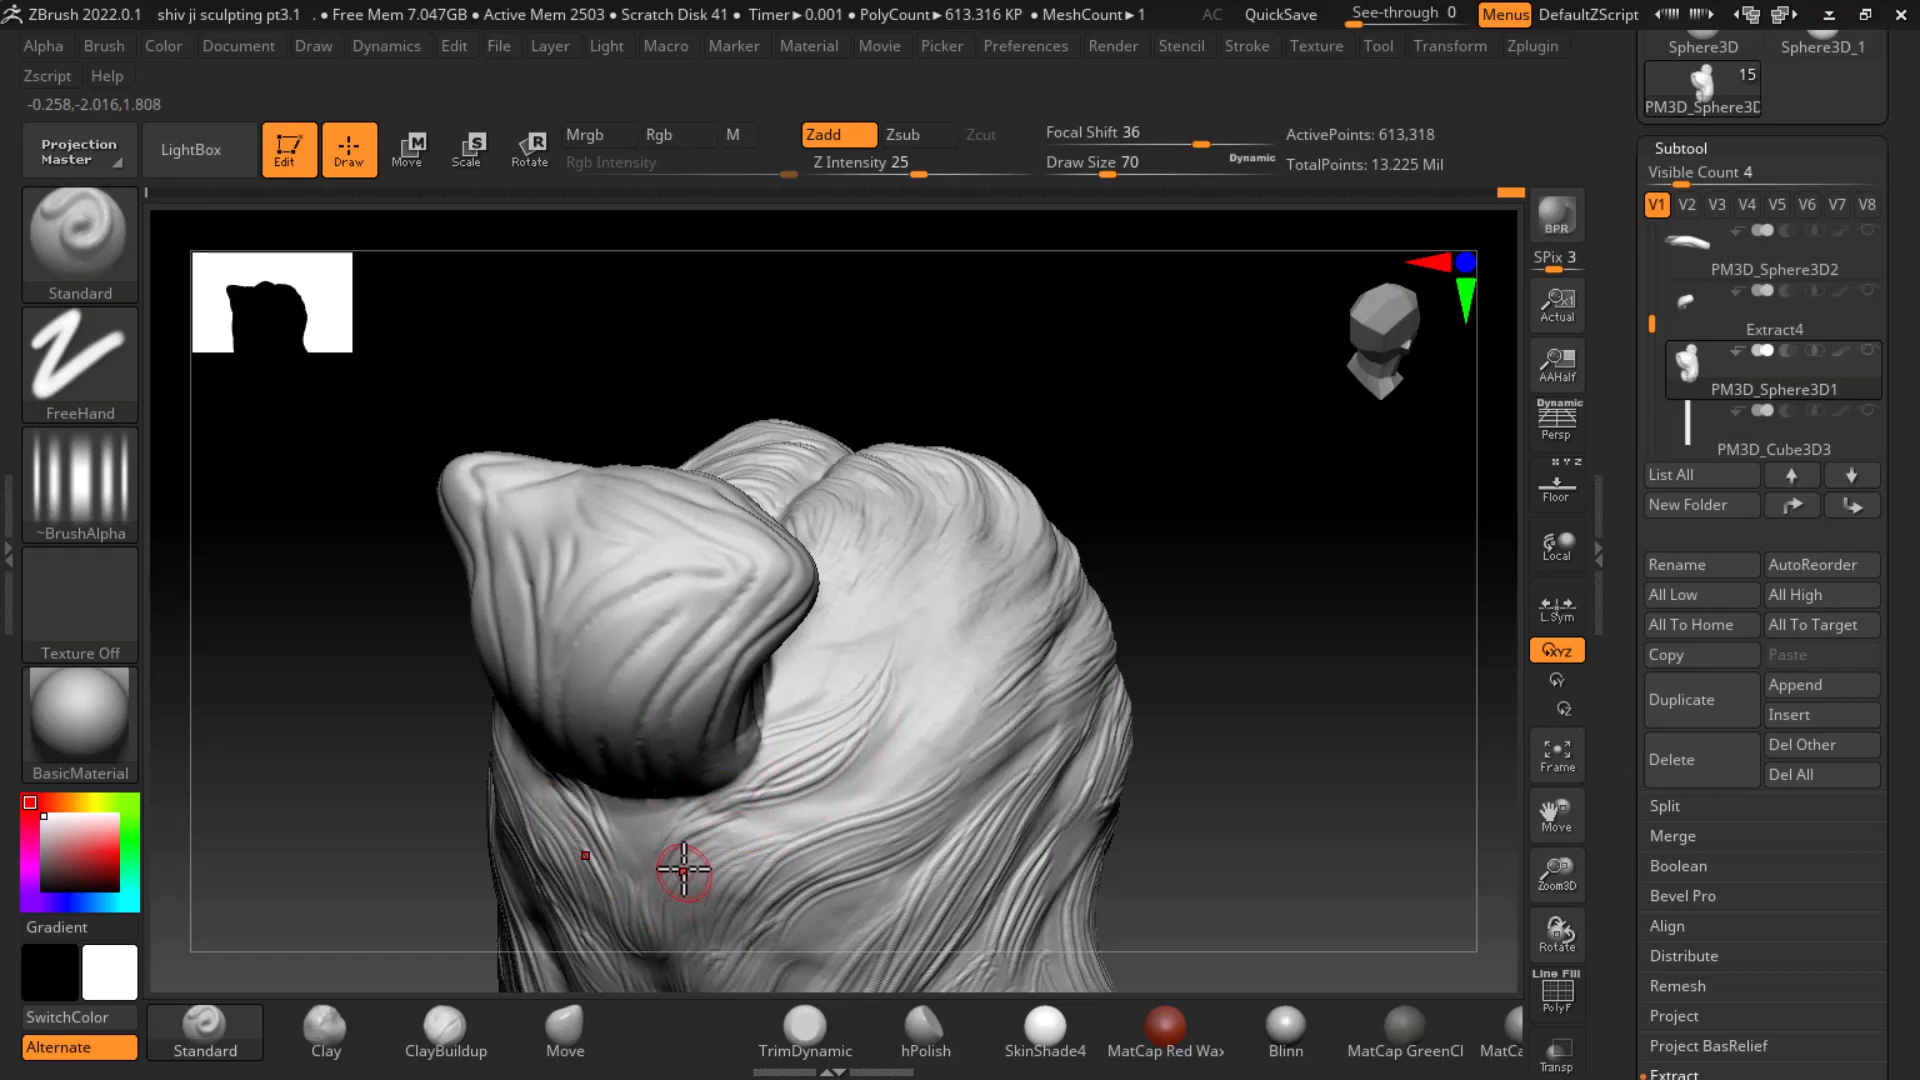 ZBrush 2022.0.1 shiv ji sculpting pt3.1 . • Free Mem 7.047GB • Active Mem 2503 • Scratch Disk 41 • Timer▸0.001 • PolyCount▸613.316 KP • MeshCount▸1 AC QuickSave See-through 0 Menus DefaultZScript
Alpha Brush Color Document Draw Dynamics Edit File Layer Light Macro Marker Material Movie Picker Preferences Render Stencil Stroke Texture Tool Transform Zplugin
Zscript Help
-0.258,-2.016,1.808
Projection Master
LightBox
Edit Draw Move Scale Rotate
Mrgb Rgb M
Rgb Intensity
Zadd Zsub Zcut
Z Intensity 25
Focal Shift 36
Draw Size 70 Dynamic
ActivePoints: 613,318
TotalPoints: 13.225 Mil
Standard
FreeHand
~BrushAlpha
Texture Off
BasicMaterial
Gradient
SwitchColor
Alternate
BPR
SPix 3
Actual
AAHalf
Dynamic
Persp
X Y Z
Floor
Local
L.Sym
XYZ
Y
Z
Frame
Move
Zoom3D
Rotate
Line Fill
PolyF
Transp
Standard Clay ClayBuildup Move TrimDynamic hPolish SkinShade4 MatCap Red Wax Blinn MatCap GreenCl MatCa
Sphere3D Sphere3D_1
15
PM3D_Sphere3D
Subtool
Visible Count 4
V1 V2 V3 V4 V5 V6 V7 V8
PM3D_Sphere3D2
Extract4
PM3D_Sphere3D1
PM3D_Cube3D3
List All
New Folder
Rename AutoReorder
All Low All High
All To Home All To Target
Copy Paste
Duplicate Append
Insert
Delete Del Other
Del All
Split
Merge
Boolean
Bevel Pro
Align
Distribute
Remesh
Project
Project BasRelief
Extract